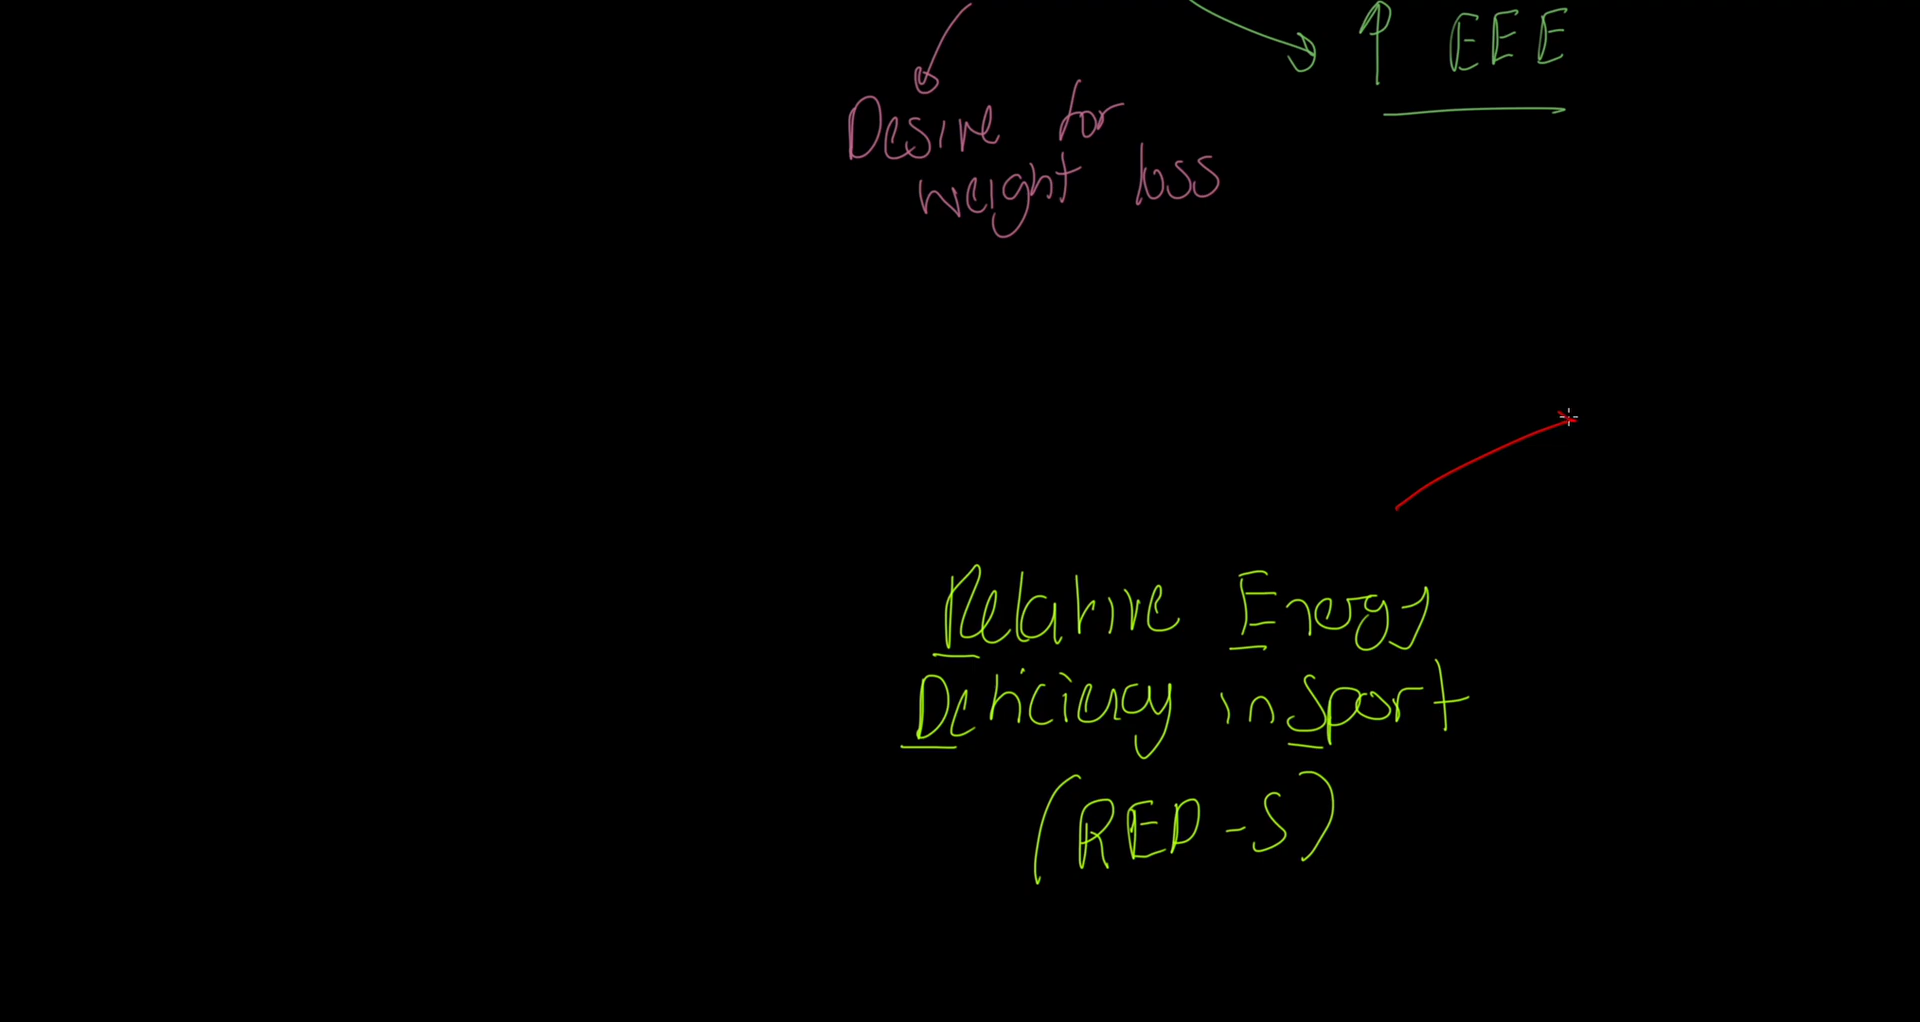 ↑ EEE
Desire for
weight loss
Relative Energy
Deficiency in Sport
(RED-S)